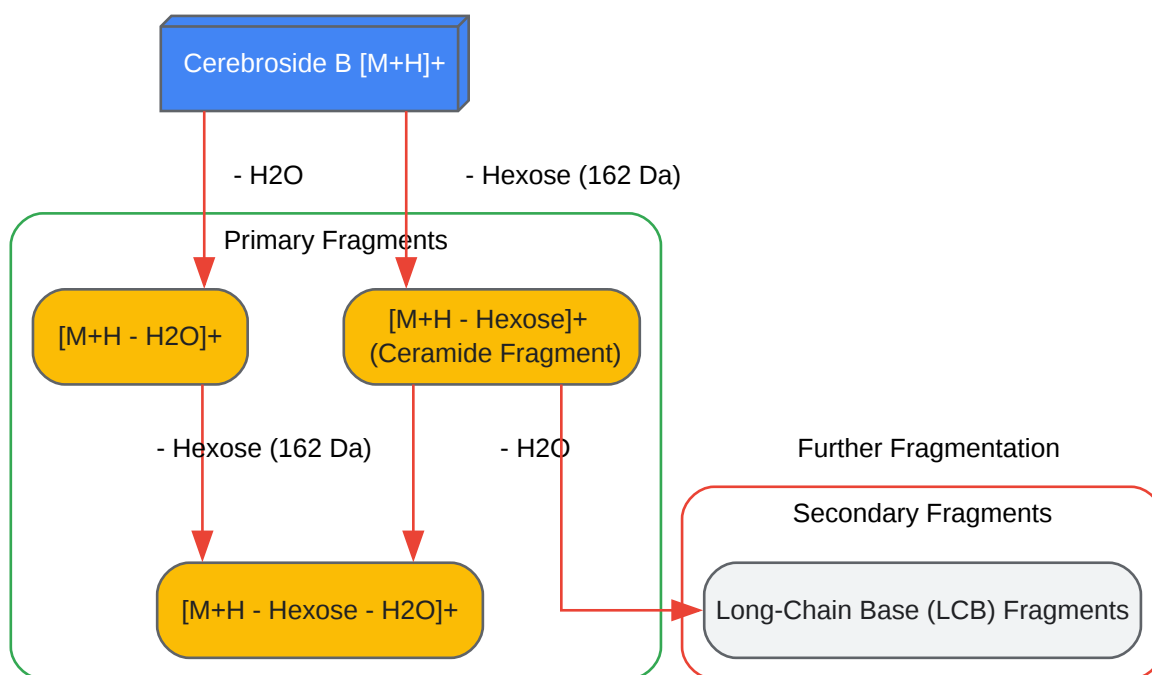 Cerebroside B [M+H]+
- H2O
- Hexose (162 Da)
Primary Fragments
[M+H - H2O]+
[M+H - Hexose]+
(Ceramide Fragment)
- Hexose (162 Da)
- H2O
Further Fragmentation
Secondary Fragments
[M+H - Hexose - H2O]+
Long-Chain Base (LCB) Fragments